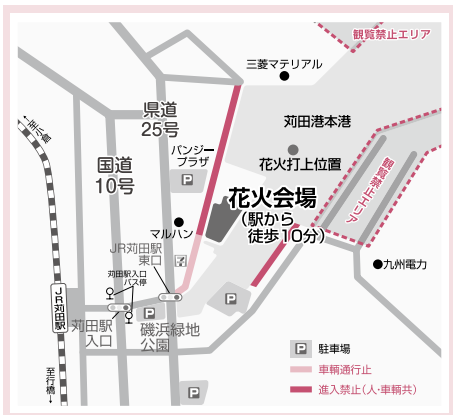 観覧禁止エリア
三菱マテリアル
県道
25号
苅田港本港
至小倉
パンジー
プラザ
花火打上位置
国道
10号
P
観覧禁止エリア
花火会場
(駅から
徒歩10分)
マルハン
JR苅田駅
東口
九州電力
苅田駅入口
バス停
JR苅田駅
P
P
苅田駅
入口
磯浜緑地
公園
P 駐車場
車輌通行止
進入禁止(人・車輌共)
至行橋
P